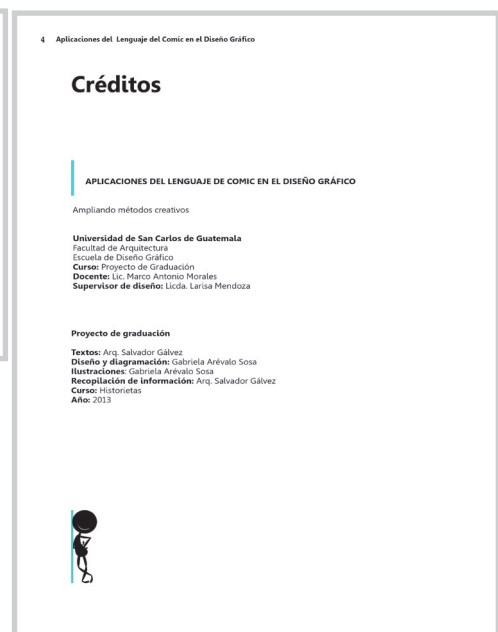 4 Aplicaciones del Lenguaje del Comic en el Diseño Gráfico
Créditos
APLICACIONES DEL LENGUAJE DE COMIC EN EL DISEÑO GRÁFICO
Ampliando métodos creativos
Universidad de San Carlos de Guatemala
Facultad de Arquitectura
Escuela de Diseño Gráfico
Curso: Proyecto de Graduación
Docente: Lic. Marco Antonio Morales
Supervisor de diseño: Licda. Larisa Mendoza
Proyecto de graduación
Textos: Arq. Salvador Gálvez
Diseño y diagramación: Gabriela Arévalo Sosa
Ilustraciones: Gabriela Arévalo Sosa
Recopilación de información: Arq. Salvador Gálvez
Curso: Historietas
Año: 2013